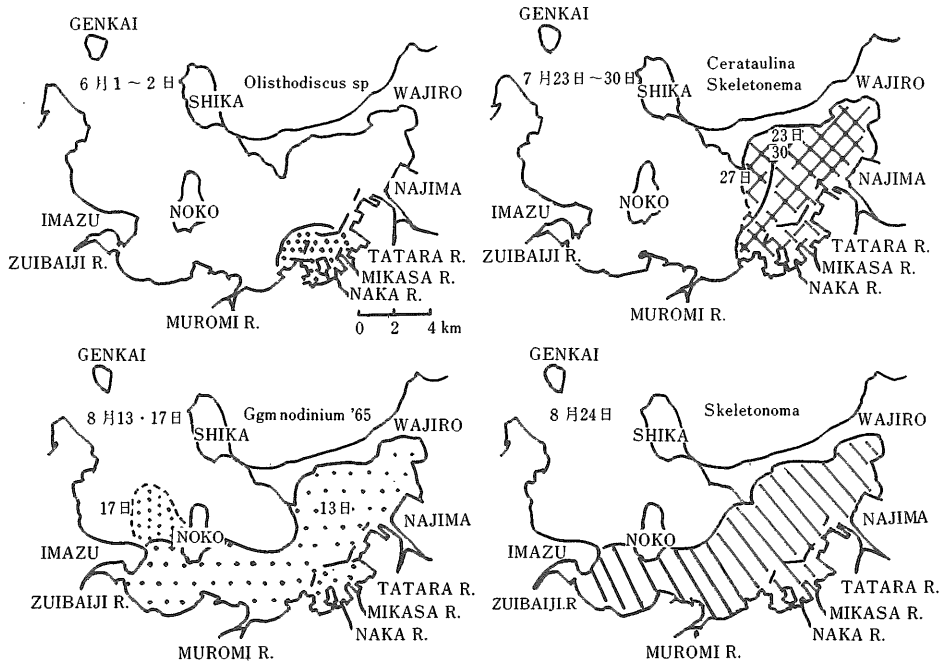 GENKAI
6月1～2日
Olisthodiscus sp
SHIKA
WAJIRO
NAJIMA
NOKO
IMAZU
ZUIBAIJI R.
TATARA R.
MIKASA R.
NAKA R.
MUROMI R.
0 2 4 km
GENKAI
7月23日～30日
Cerataulina
Skeletonema
SHIKA
WAJIRO
23日
30
27日
NAJIMA
NOKO
IMAZU
ZUIBAIJI R.
TATARA R.
MIKASA R.
NAKA R.
MUROMI R.
GENKAI
8月13・17日
Ggmnodinium '65
SHIKA
WAJIRO
17日
13日
NOKO
NAJIMA
IMAZU
ZUIBAIJI R.
TATARA R.
MIKASA R.
NAKA R.
MUROMI R.
GENKAI
8月24日
Skeletonoma
SHIKA
WAJIRO
NOKO
NAJIMA
IMAZU
ZUIBAIJI.R
TATARA R.
MIKASA R.
NAKA R.
MUROMI R.